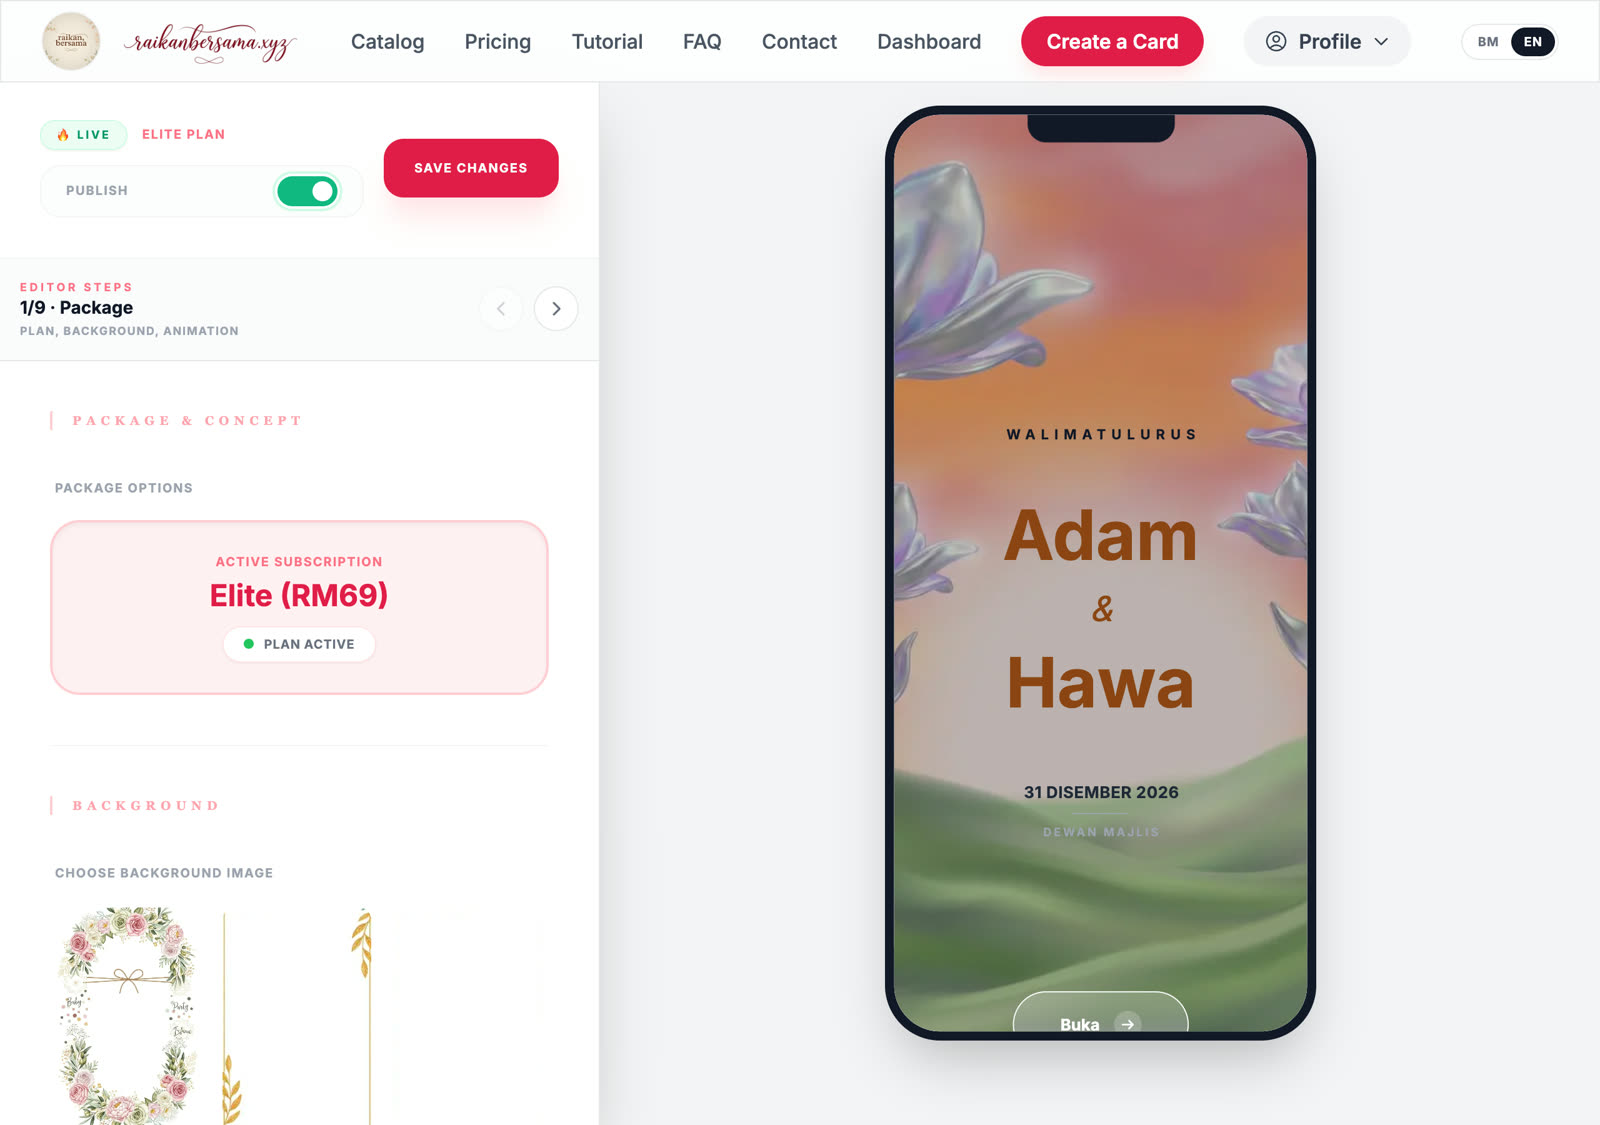 raikan
bersama
raikanbersama.xyz
Catalog
Pricing
Tutorial
FAQ
Contact
Dashboard
Create a Card
Profile
BM
EN
LIVE
ELITE PLAN
PUBLISH
SAVE CHANGES
EDITOR STEPS
1/9 · Package
PLAN, BACKGROUND, ANIMATION
PACKAGE & CONCEPT
PACKAGE OPTIONS
ACTIVE SUBSCRIPTION
Elite (RM69)
PLAN ACTIVE
BACKGROUND
CHOOSE BACKGROUND IMAGE
Baby
Party
WALIMATULURUS
Adam
&
Hawa
31 DISEMBER 2026
DEWAN MAJLIS
Buka